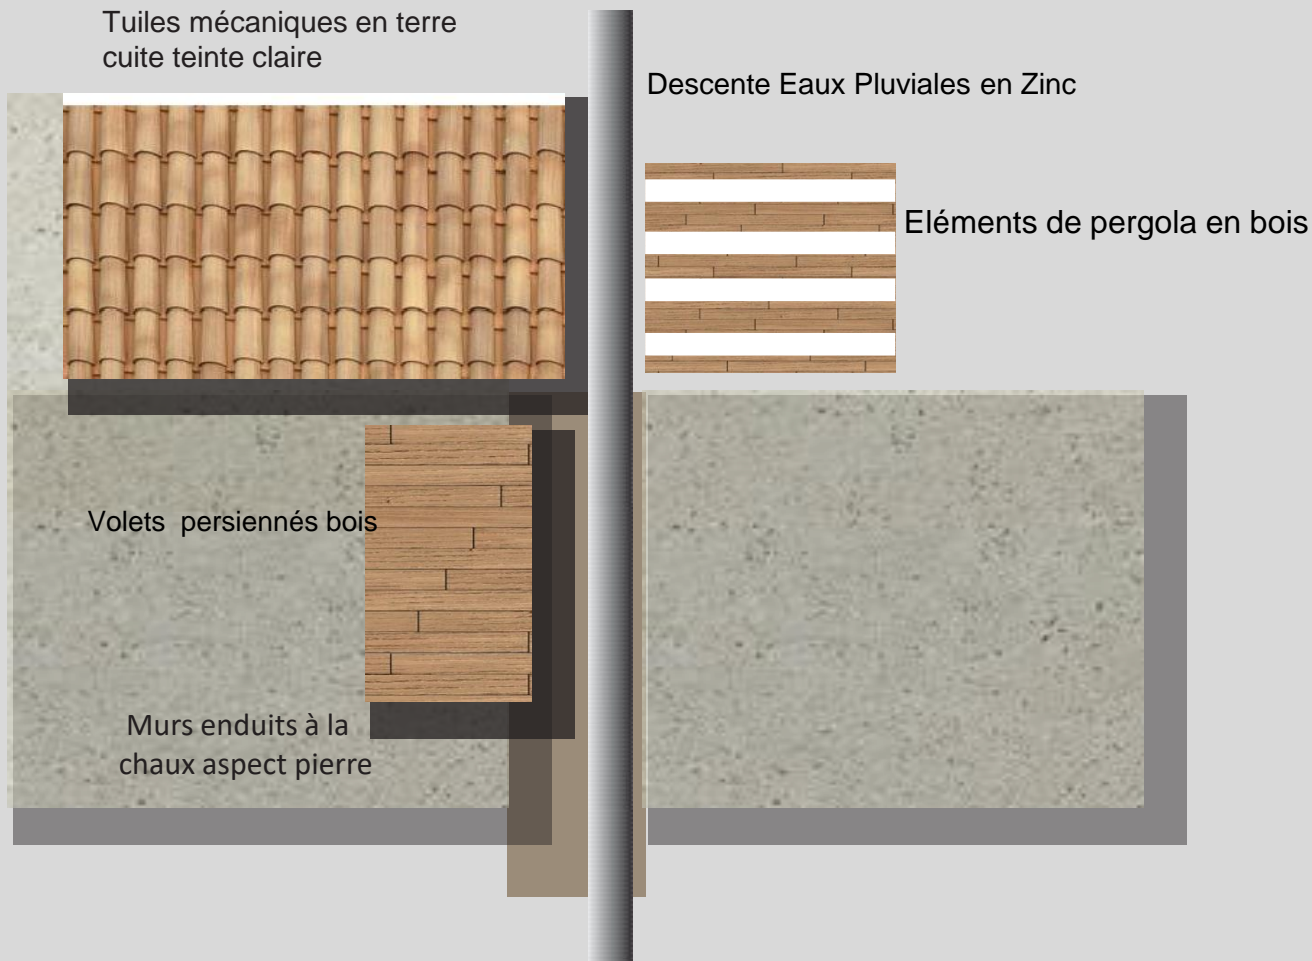 Tuiles mécaniques en terre
cuite teinte claire
Descente Eaux Pluviales en Zinc
Eléments de pergola en bois
Volets persiennés bois
Murs enduits à la
chaux aspect pierre